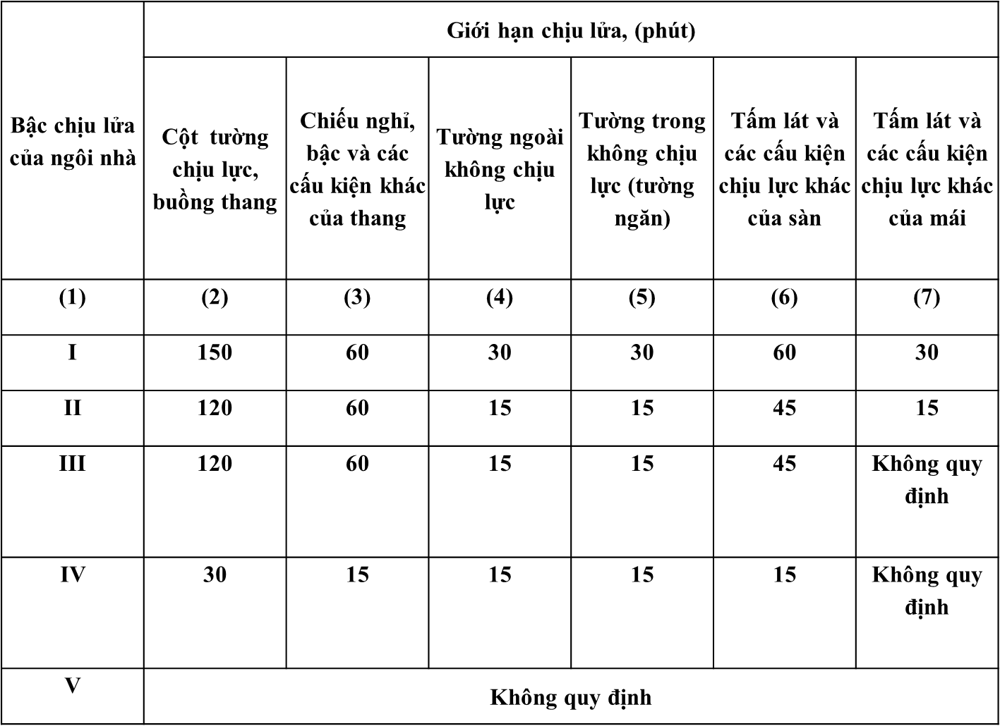 Giới hạn chịu lửa, (phút)
Bậc chịu lửa
của ngôi nhà
Cột tường
chịu lực,
buồng thang
Chiếu nghỉ,
bậc và các
cấu kiện khác
của thang
Tường ngoài
không chịu
lực
Tường trong
không chịu
lực (tường
ngăn)
Tấm lát và
các cấu kiện
chịu lực khác
của sàn
Tấm lát và
các cấu kiện
chịu lực khác
của mái
(1) (2) (3) (4) (5) (6) (7)
I 150 60 30 30 60 30
II 120 60 15 15 45 15
III 120 60 15 15 45 Không quy
định
IV 30 15 15 15 15 Không quy
định
V Không quy định